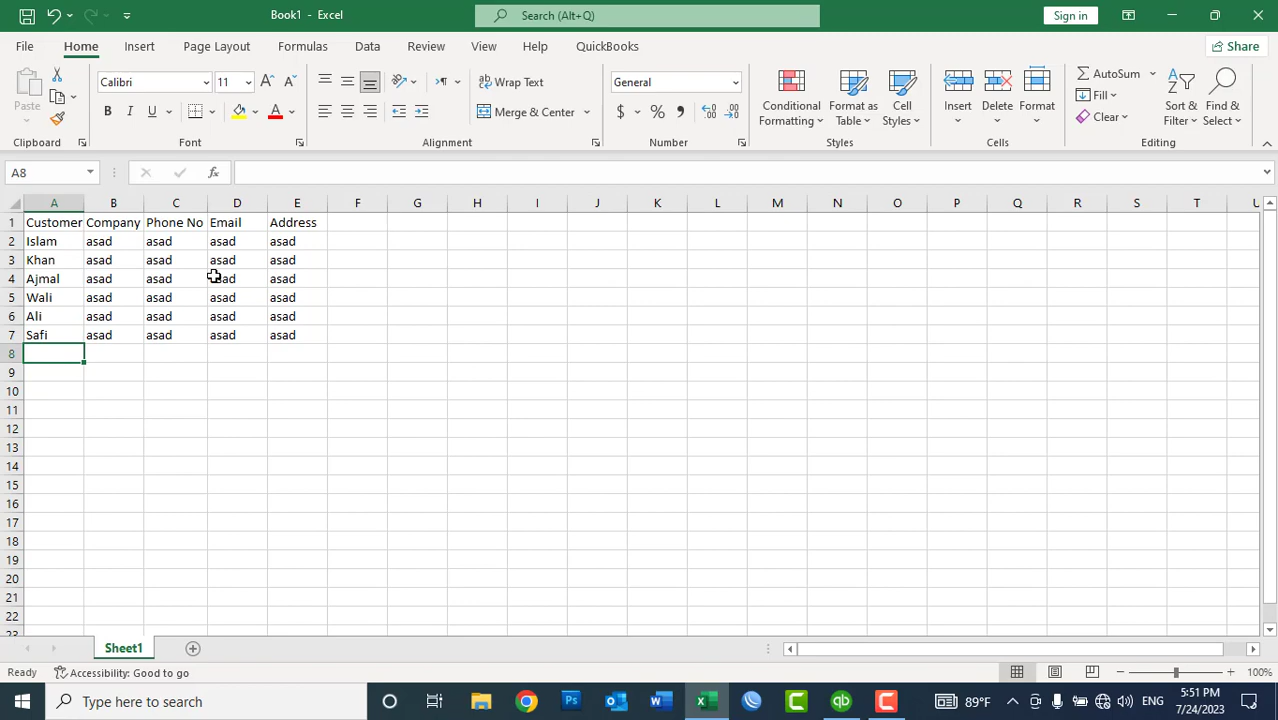 Book1 - Excel
Search (Alt+Q)
Sign in
File Home Insert Page Layout Formulas Data Review View Help QuickBooks
Share
Paste
Clipboard
Calibri 11
B I U
Font
Wrap Text
Merge & Center
Alignment
General
$ % ,
Number
Conditional Formatting
Format as Table
Cell Styles
Styles
Insert Delete Format
Cells
AutoSum
Fill
Clear
Sort & Filter
Find & Select
Editing
A8
fx
A B C D E F G H I J K L M N O P Q R S T U
1 Customer Company Phone No Email Address
2 Islam asad asad asad asad
3 Khan asad asad asad asad
4 Ajmal asad asad asad asad
5 Wali asad asad asad asad
6 Ali asad asad asad asad
7 Safi asad asad asad asad
8
9
10
11
12
13
14
15
16
17
18
19
20
21
22
23
Sheet1
Ready Accessibility: Good to go 100%
Type here to search
89°F
ENG
5:51 PM
7/24/2023